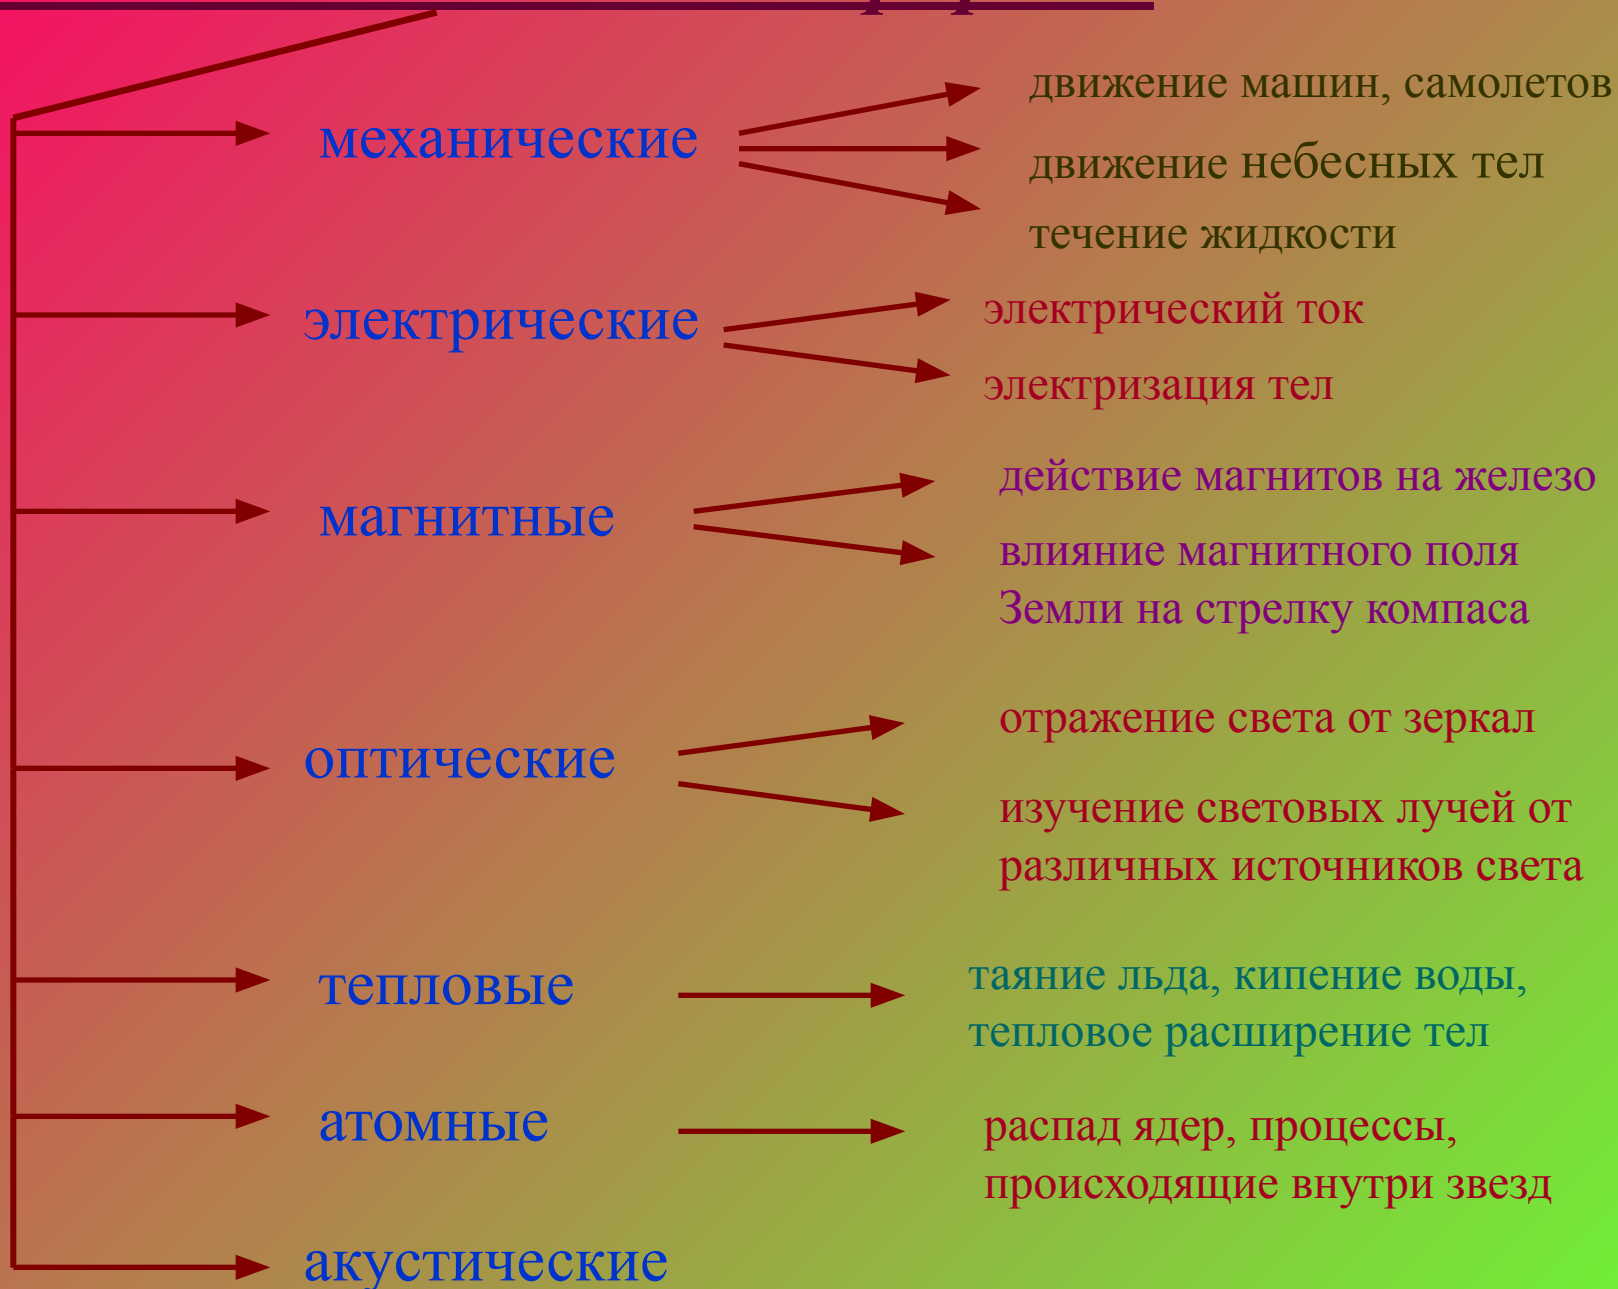 механические
движение машин, самолетов
движение небесных тел
течение жидкости
электрические
электрический ток
электризация тел
магнитные
действие магнитов на железо
влияние магнитного поля
Земли на стрелку компаса
оптические
отражение света от зеркал
изучение световых лучей от
различных источников света
тепловые
таяние льда, кипение воды,
тепловое расширение тел
атомные
распад ядер, процессы,
происходящие внутри звезд
акустические